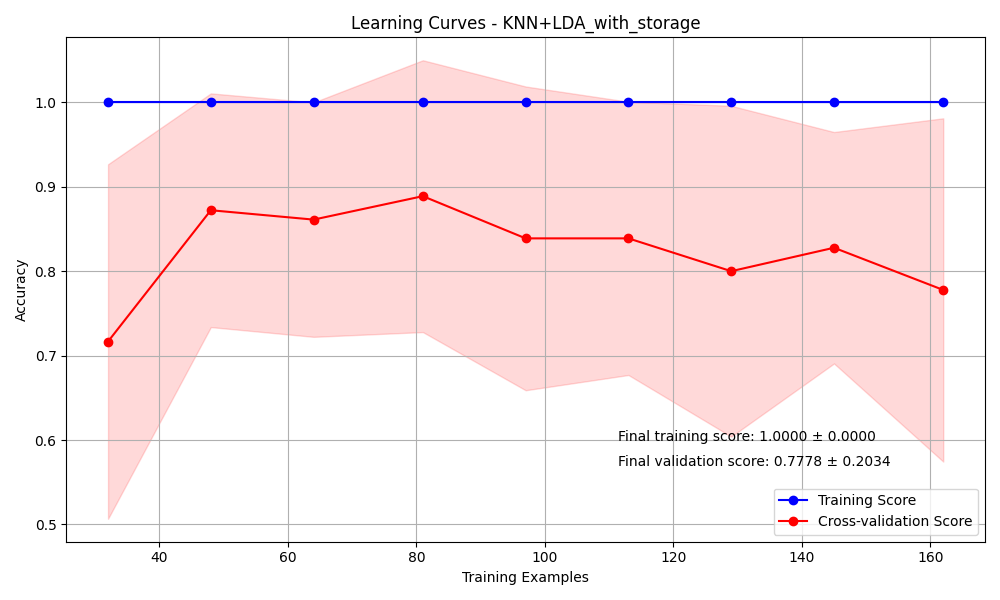 Learning Curves - KNN+LDA_with_storage
Accuracy
1.0
0.9
0.8
0.7
0.6
0.5
Final training score: 1.0000 ± 0.0000
Final validation score: 0.7778 ± 0.2034
Training Score
Cross-validation Score
40 60 80 100 120 140 160
Training Examples